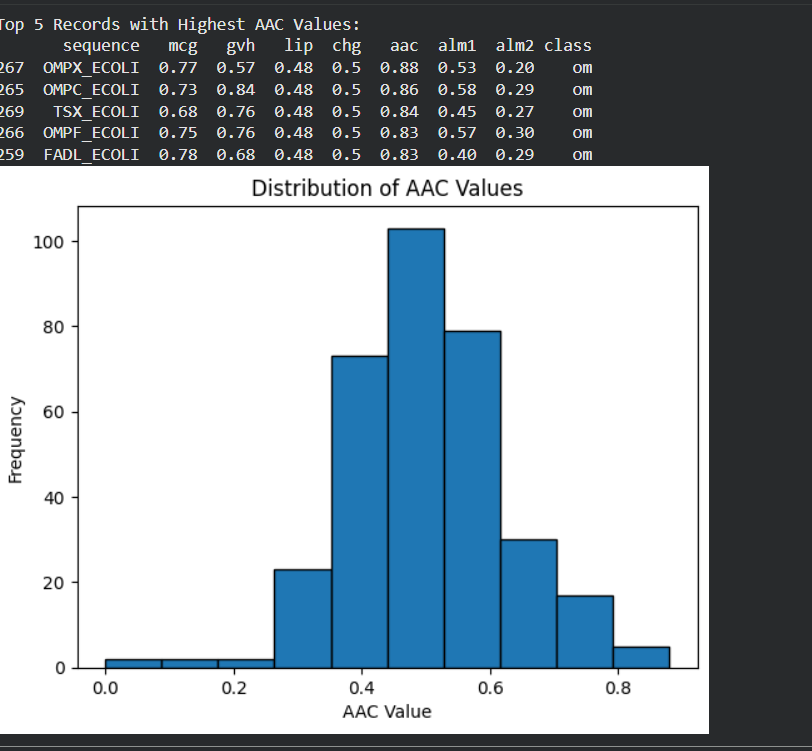 Top 5 Records with Highest AAC Values:
sequence mcg gvh lip chg aac alm1 alm2 class
267 OMPX_ECOLI 0.77 0.57 0.48 0.5 0.88 0.53 0.20 om
265 OMPC_ECOLI 0.73 0.84 0.48 0.5 0.86 0.58 0.29 om
269 TSX_ECOLI 0.68 0.76 0.48 0.5 0.84 0.45 0.27 om
266 OMPF_ECOLI 0.75 0.76 0.48 0.5 0.83 0.57 0.30 om
259 FADL_ECOLI 0.78 0.68 0.48 0.5 0.83 0.40 0.29 om
Distribution of AAC Values
100
80
60
40
20
0
Frequency
0.0 0.2 0.4 0.6 0.8
AAC Value